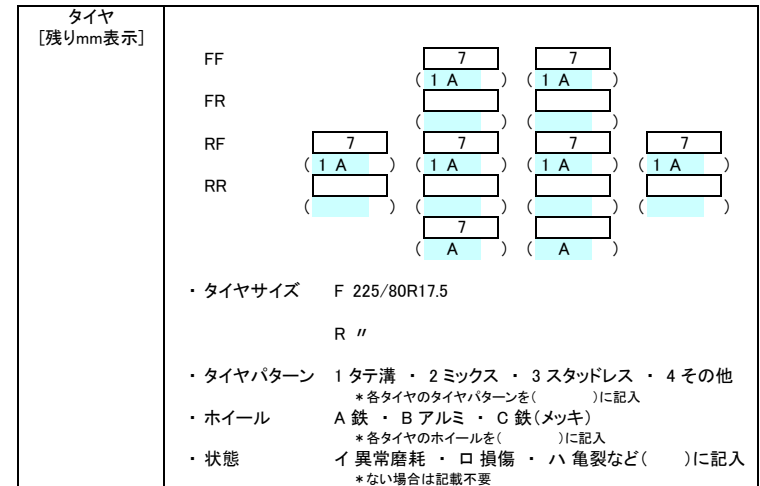 タイヤ
[残りmm表示]
FF 7 7
( 1 A ) ( 1 A )
FR
( ) ( )
RF 7 7 7 7
( 1 A ) ( 1 A ) ( 1 A ) ( 1 A )
RR
( ) ( ) ( ) ( )
7
( A ) ( A )
・タイヤサイズ F 225/80R17.5
R 〃
・タイヤパターン 1 タテ溝 ・ 2 ミックス ・ 3 スタッドレス ・ 4 その他
*各タイヤのタイヤパターンを( )に記入
・ホイール A 鉄 ・ B アルミ ・ C 鉄(メッキ)
*各タイヤのホイールを( )に記入
・状態 イ 異常磨耗 ・ ロ 損傷 ・ ハ 亀裂など( )に記入
*ない場合は記載不要